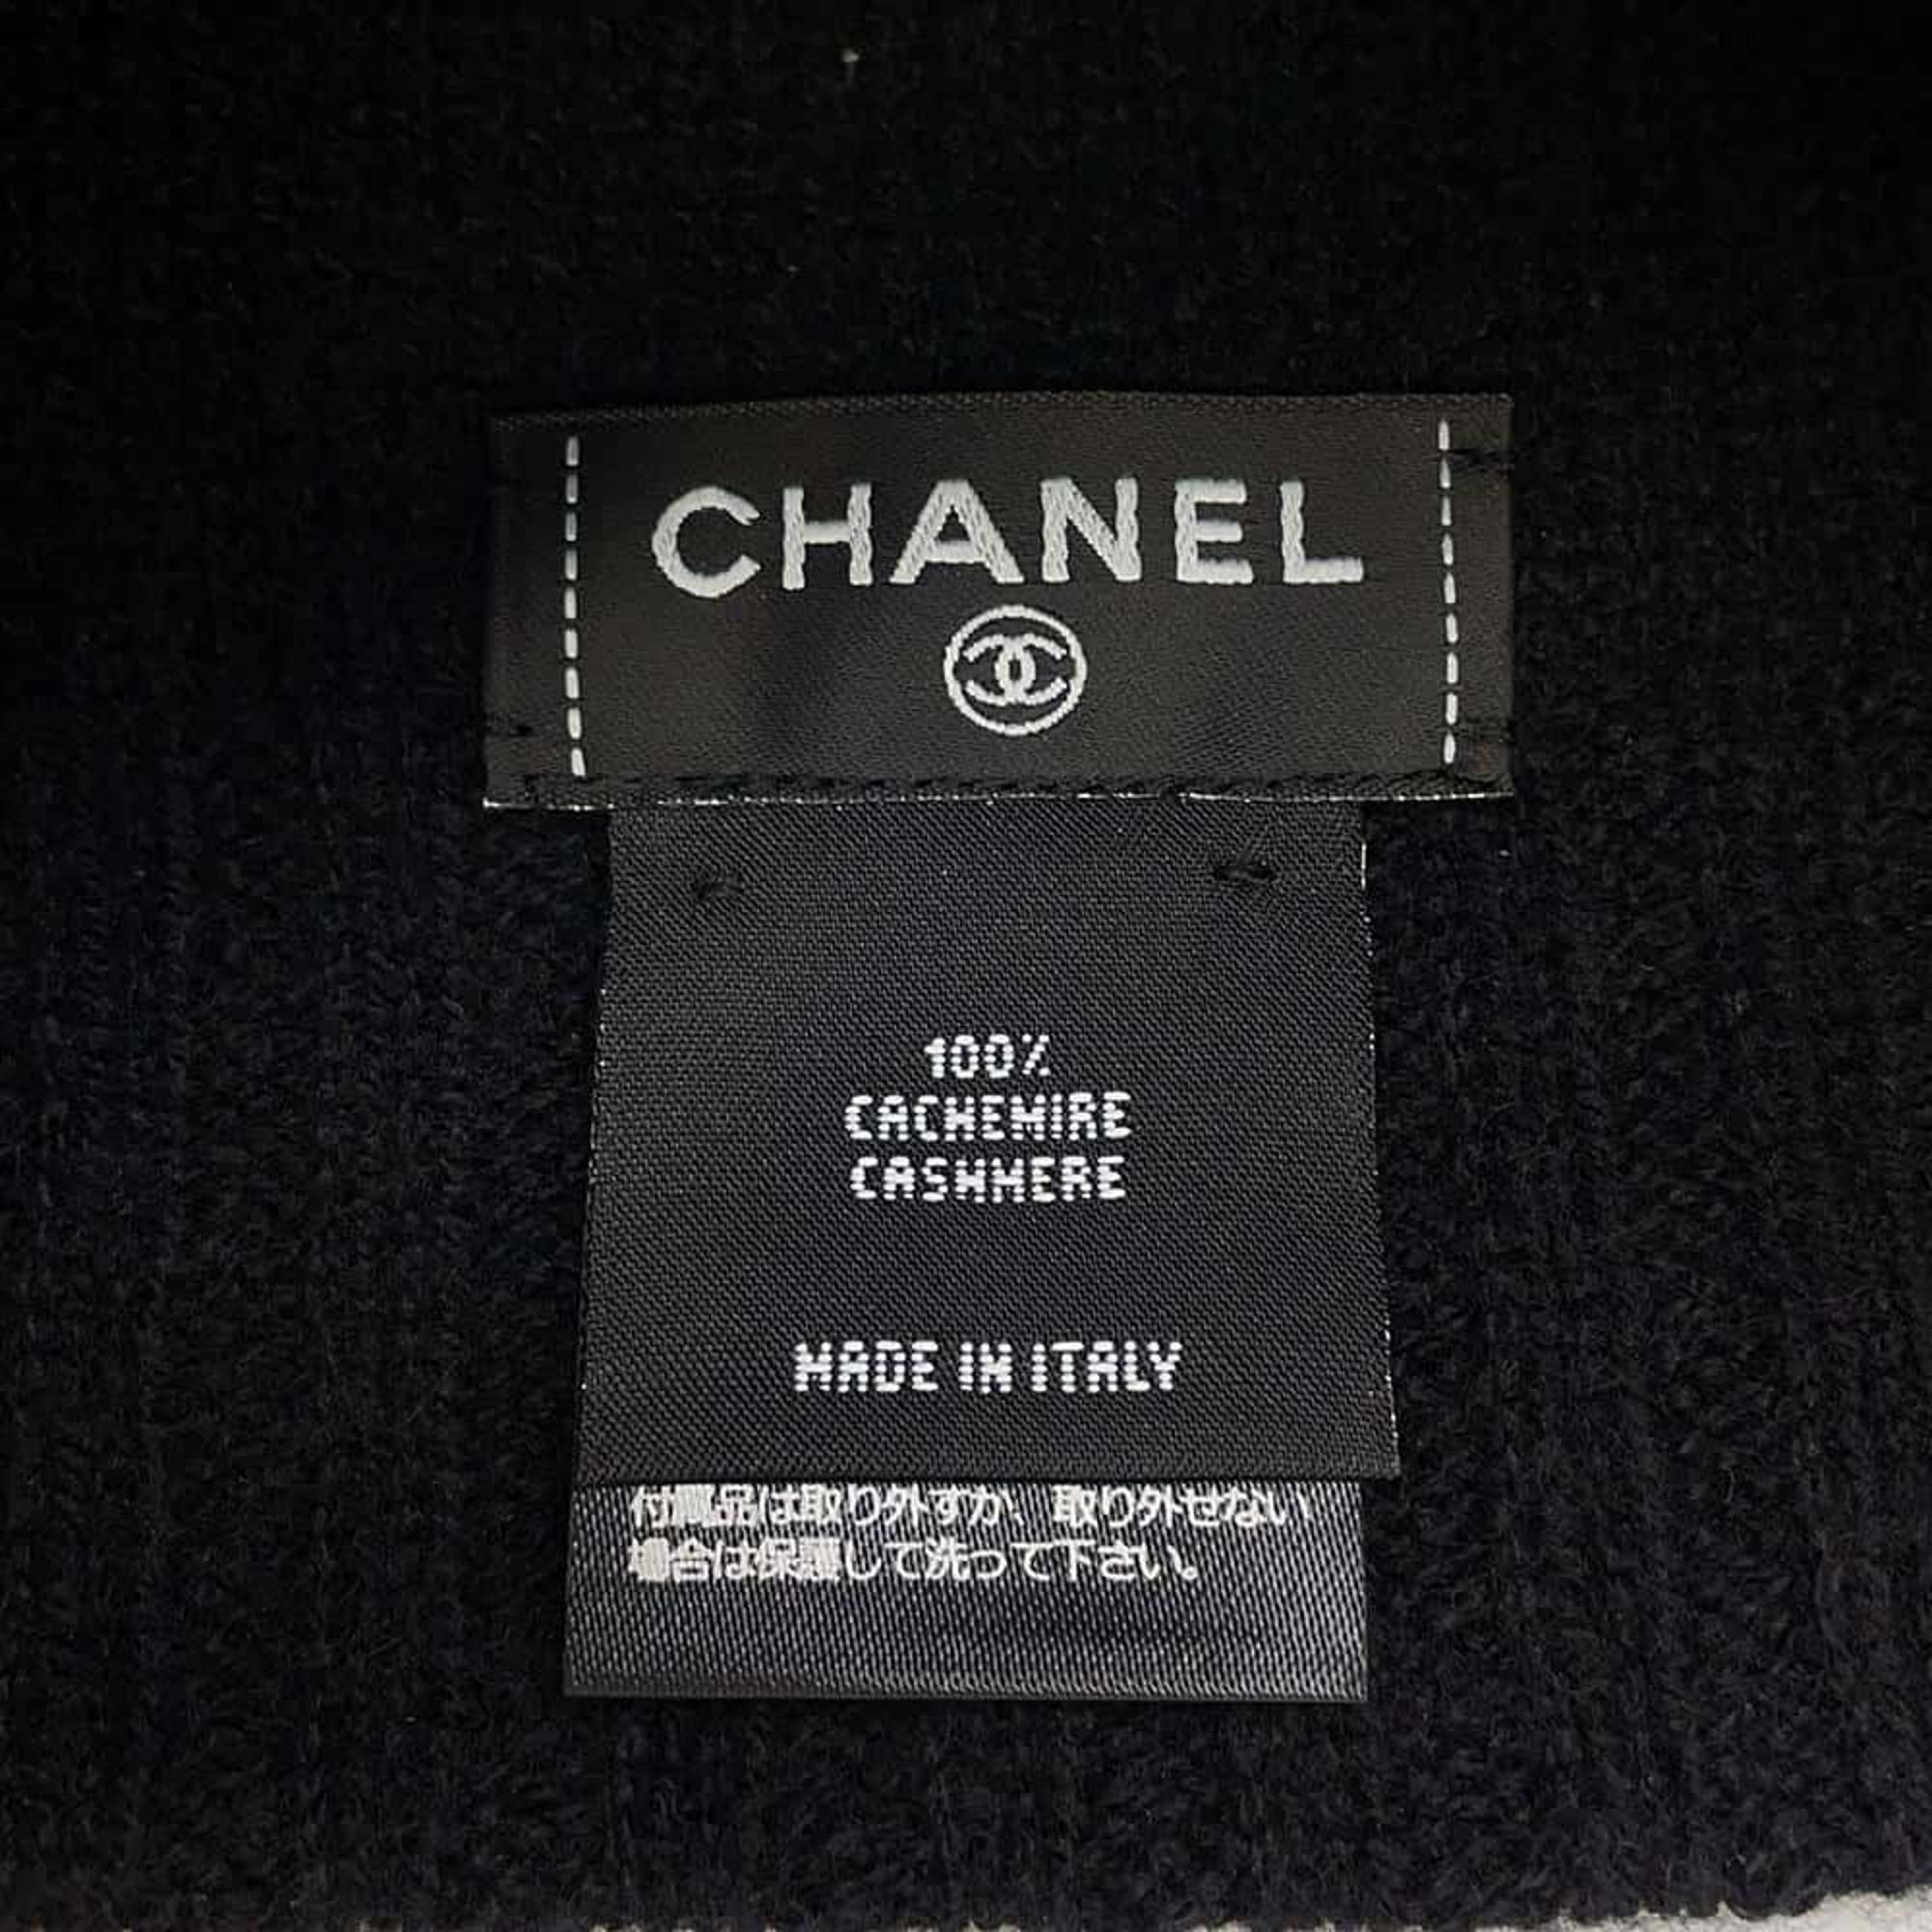 CHANEL
100%
CACHEMIRE
CASHMERE
MADE IN ITALY
付属品は取り外すか、取り外せない
場合は保護して洗って下さい。